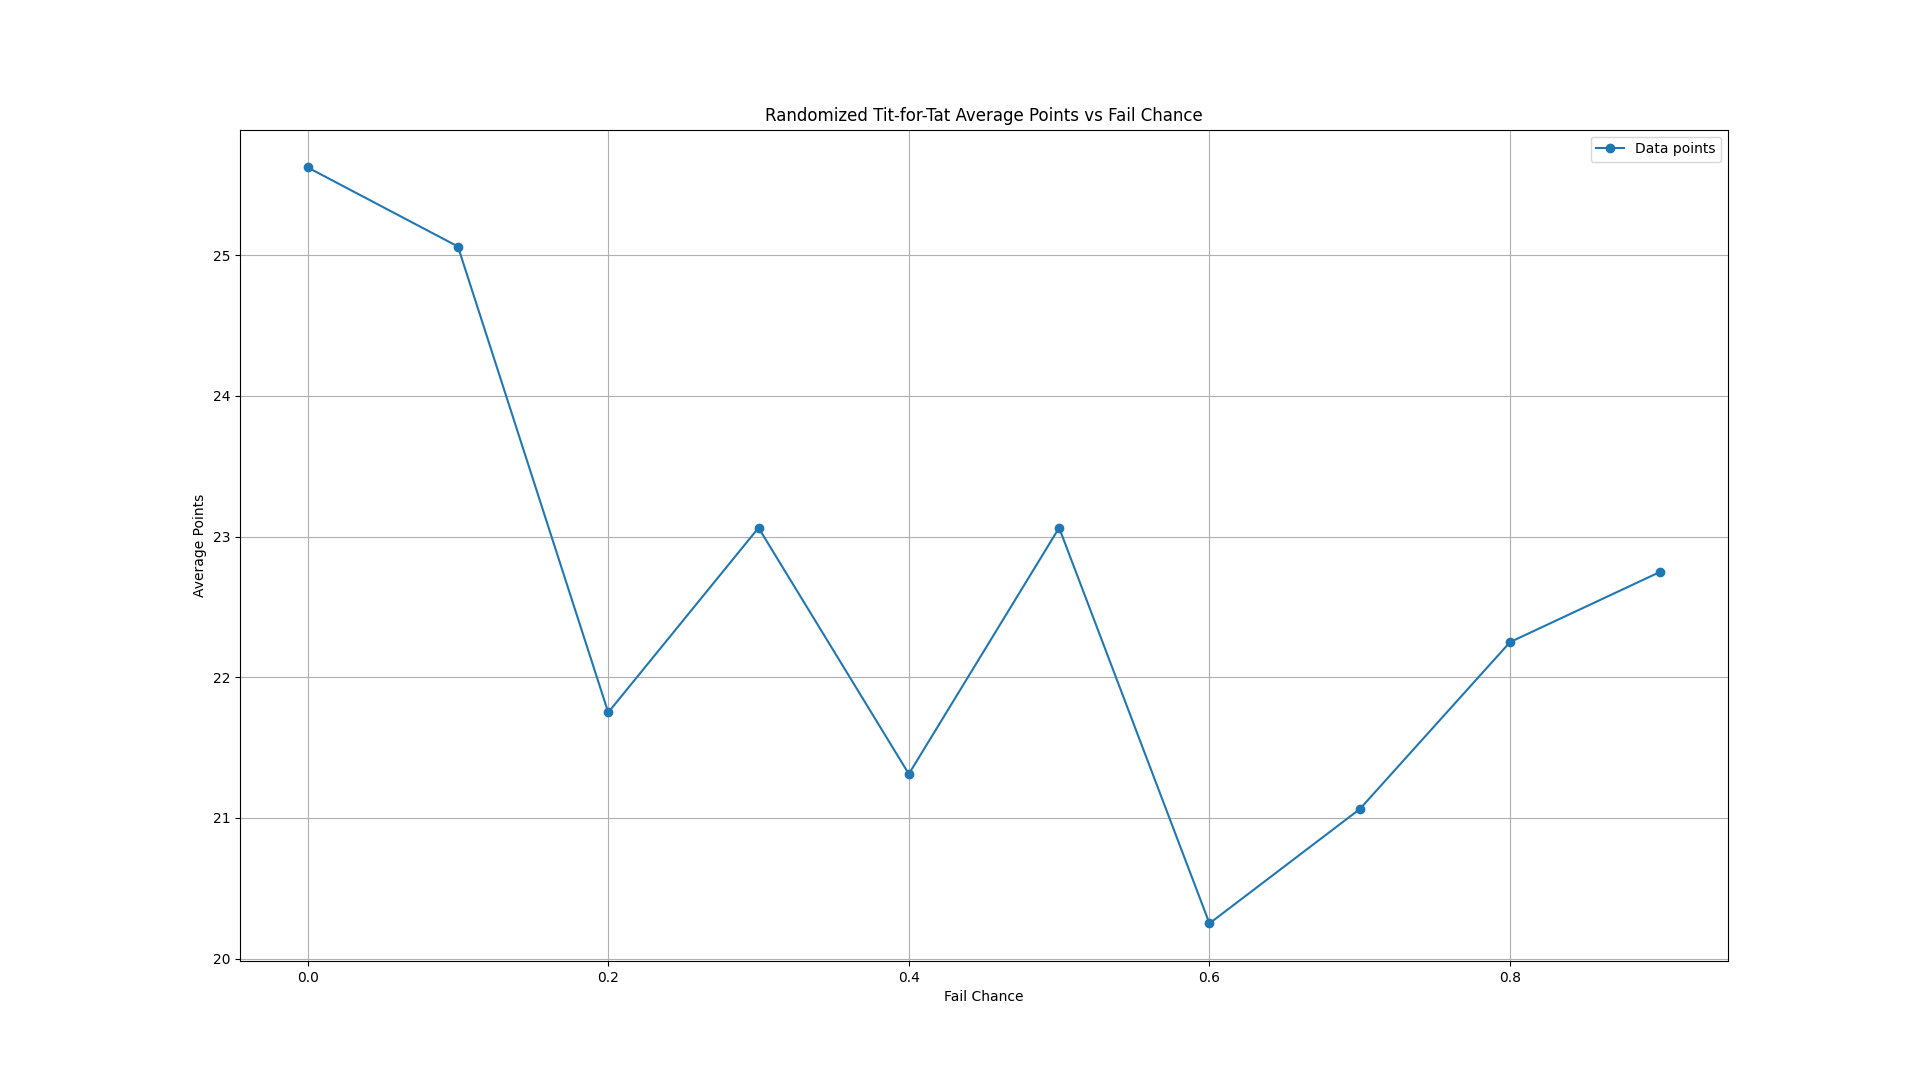 Randomized Tit-for-Tat Average Points vs Fail Chance
Data points
25
24
23
22
21
20
Average Points
0.0
0.2
0.4
0.6
0.8
Fail Chance